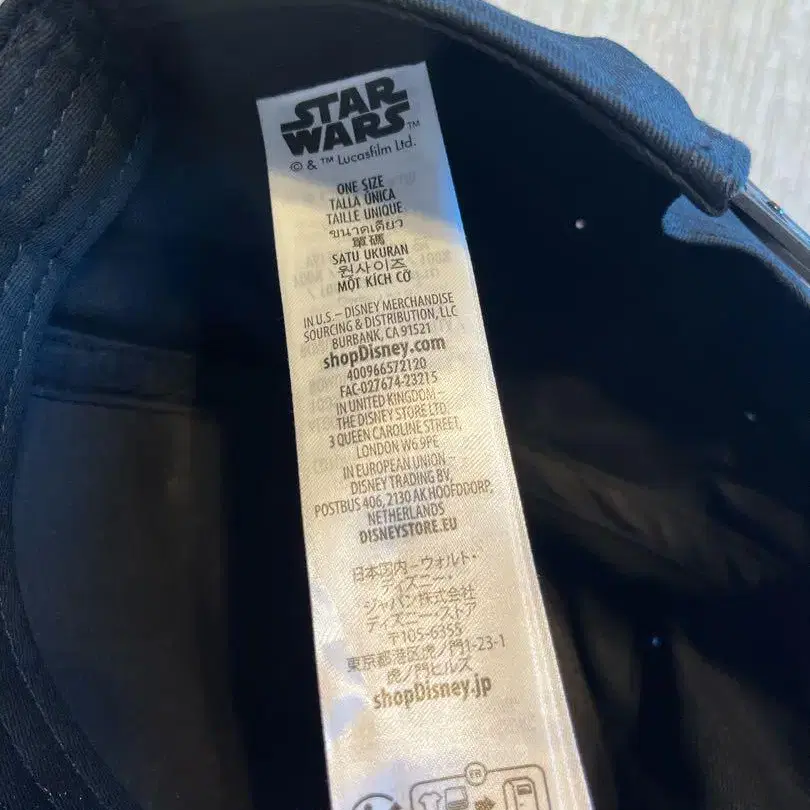 STAR
WARS™
© & ™ Lucasfilm Ltd.
ONE SIZE
TALLA ÚNICA
TAILLE UNIQUE
ขนาดเดียว
單碼
SATU UKURAN
원사이즈
MỘT KÍCH CỠ
IN U.S. – DISNEY MERCHANDISE
SOURCING & DISTRIBUTION, LLC
BURBANK, CA 91521
shopDisney.com
400966572120
FAC-027674-23215
IN UNITED KINGDOM –
THE DISNEY STORE LTD.
3 QUEEN CAROLINE STREET,
LONDON W6 9PE
IN EUROPEAN UNION –
DISNEY TRADING BV
POSTBUS 406, 2130 AK HOOFDDORP,
NETHERLANDS
DISNEYSTORE.EU
日本国内 – ウォルト・
ディズニー・
ジャパン株式会社
ディズニー・ストア
〒105-6355
東京都港区虎ノ門1-23-1
虎ノ門ヒルズ
shopDisney.jp
FR